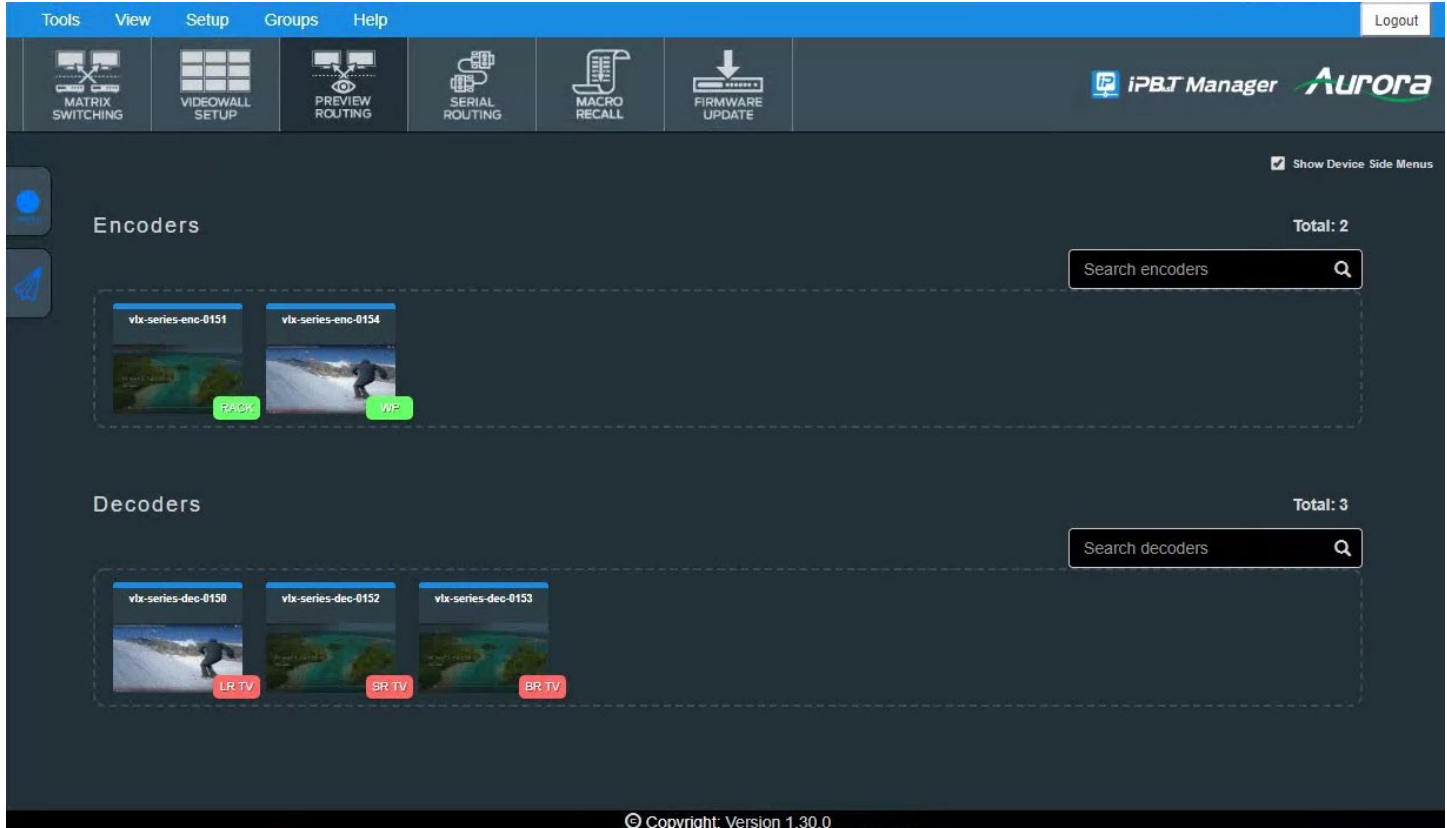 Tools View Setup Groups Help Logout
MATRIX SWITCHING
VIDEOWALL SETUP
PREVIEW ROUTING
SERIAL ROUTING
MACRO RECALL
FIRMWARE UPDATE
iPBaT Manager Aurora
Show Device Side Menus
Encoders
Total: 2
Search encoders
vlx-series-enc-0151
vlx-series-enc-0154
RACK
WP
Decoders
Total: 3
Search decoders
vlx-series-dec-0150
vlx-series-dec-0152
vlx-series-dec-0153
LR TV
SR TV
BR TV
© Copyright: Version 1.30.0